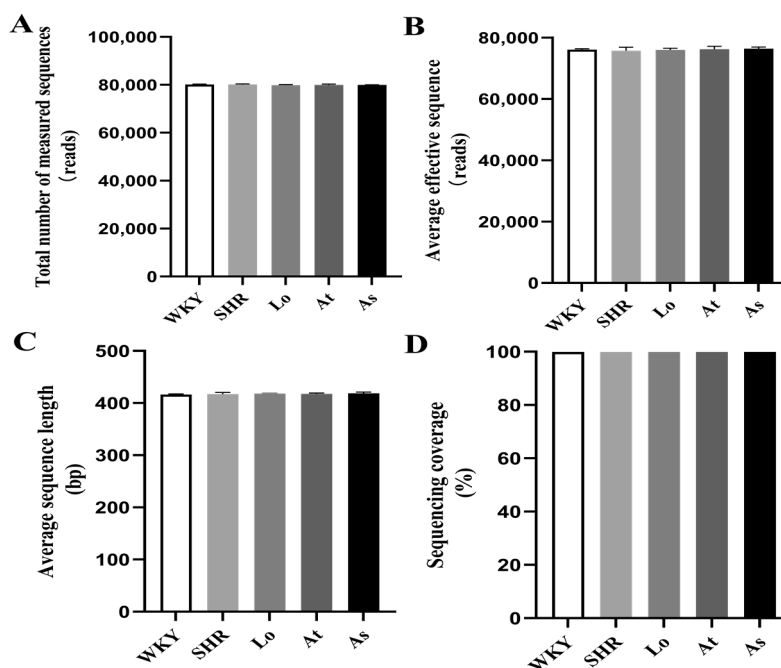 A
Total number of measured sequences
(reads)
100,000
80,000
60,000
40,000
20,000
0
WKY
SHR
Lo
At
As
B
Average effective sequence
(reads)
80,000
60,000
40,000
20,000
0
WKY
SHR
Lo
At
As
C
Average sequence length
(bp)
500
400
300
200
100
0
WKY
SHR
Lo
At
As
D
Sequencing coverage
(%)
100
80
60
40
20
0
WKY
SHR
Lo
At
As